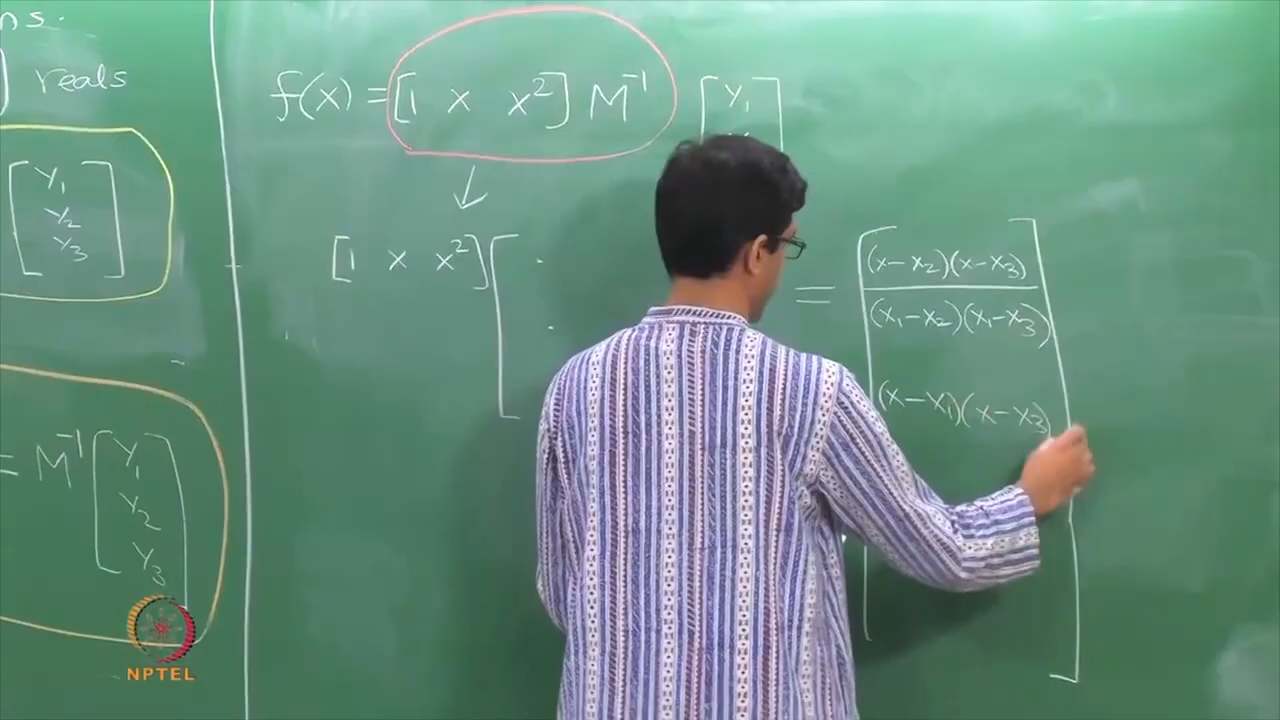 ns.
] reals
[Y₁
Y₂
Y₃]
= M⁻¹ [Y₁
Y₂
Y₃]
f(x) = [1 x x²] M⁻¹ [Y₁
↓
[1 x x²] [
= [(x-x₂)(x-x₃)
(x₁-x₂)(x₁-x₃)
(x-x₁)(x-x₃)]
NPTEL